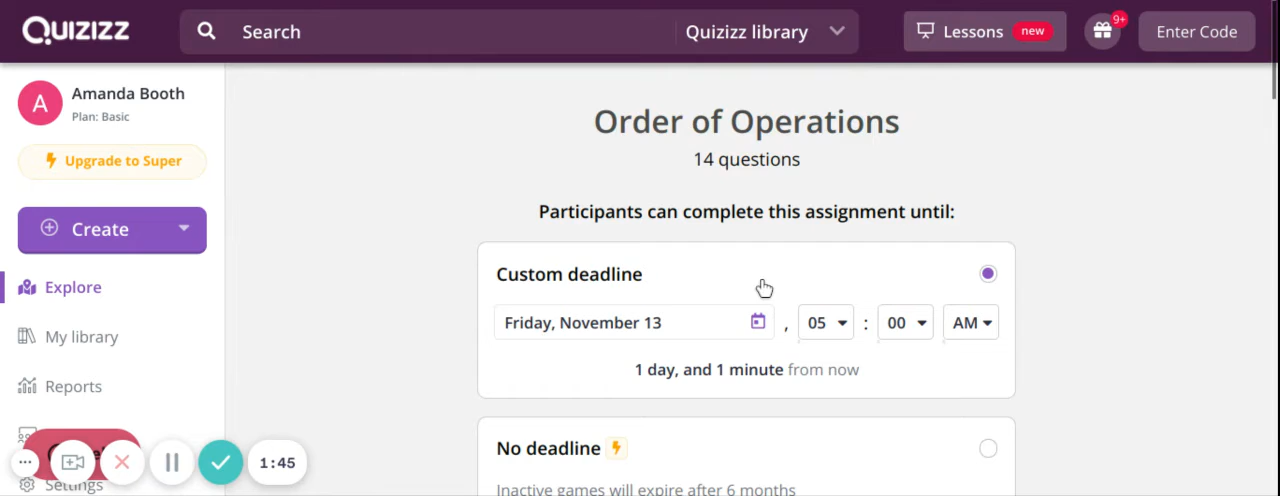 Quizizz
Search
Quizizz library
Lessons new
9+
Enter Code
A
Amanda Booth
Plan: Basic
Upgrade to Super
Create
Explore
My library
Reports
Settings
1:45
Order of Operations
14 questions
Participants can complete this assignment until:
Custom deadline
Friday, November 13 , 05 : 00 AM
1 day, and 1 minute from now
No deadline
Inactive games will expire after 6 months